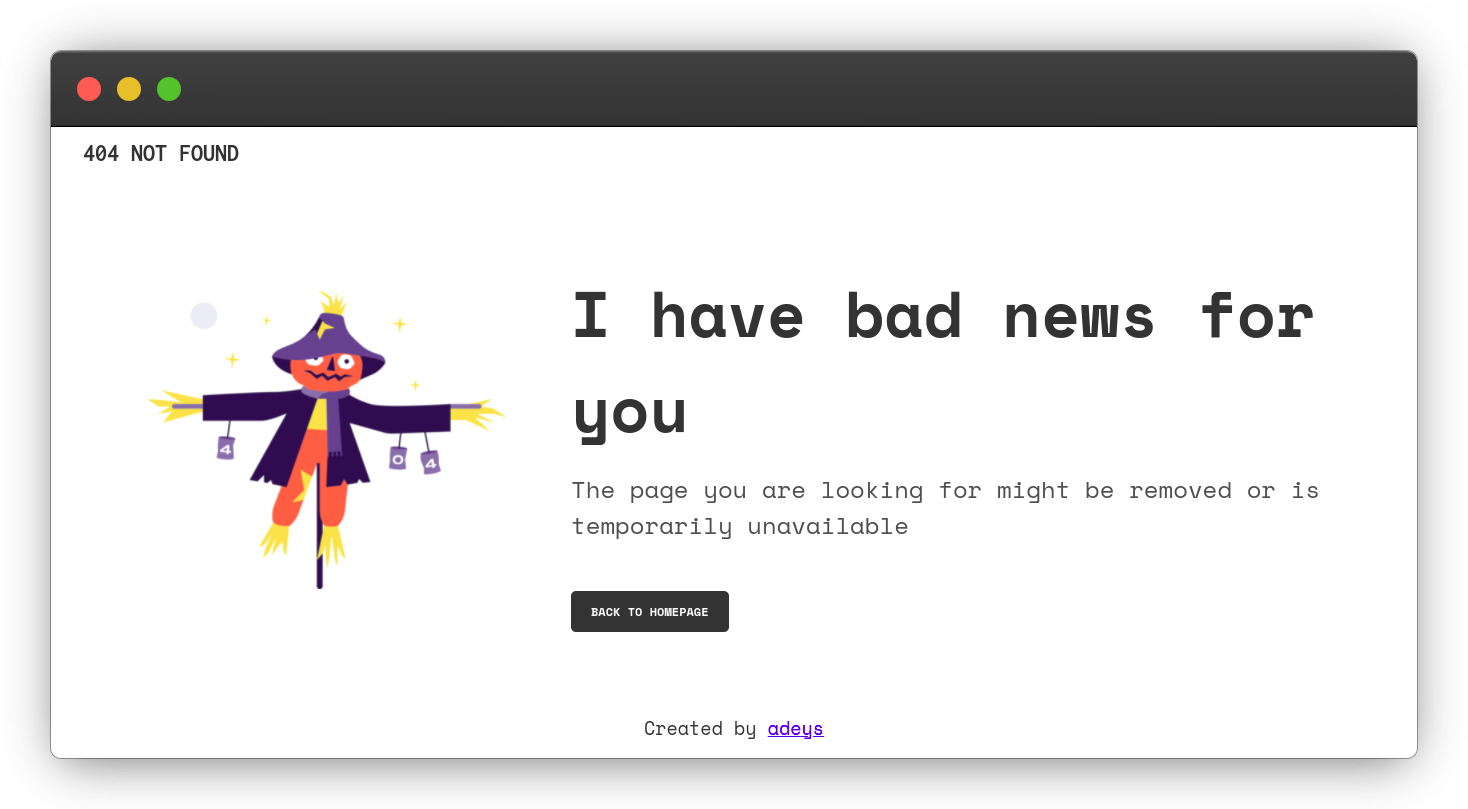 404 NOT FOUND
I have bad news for
you
4
0
4
The page you are looking for might be removed or is
temporarily unavailable
BACK TO HOMEPAGE
Created by adeys